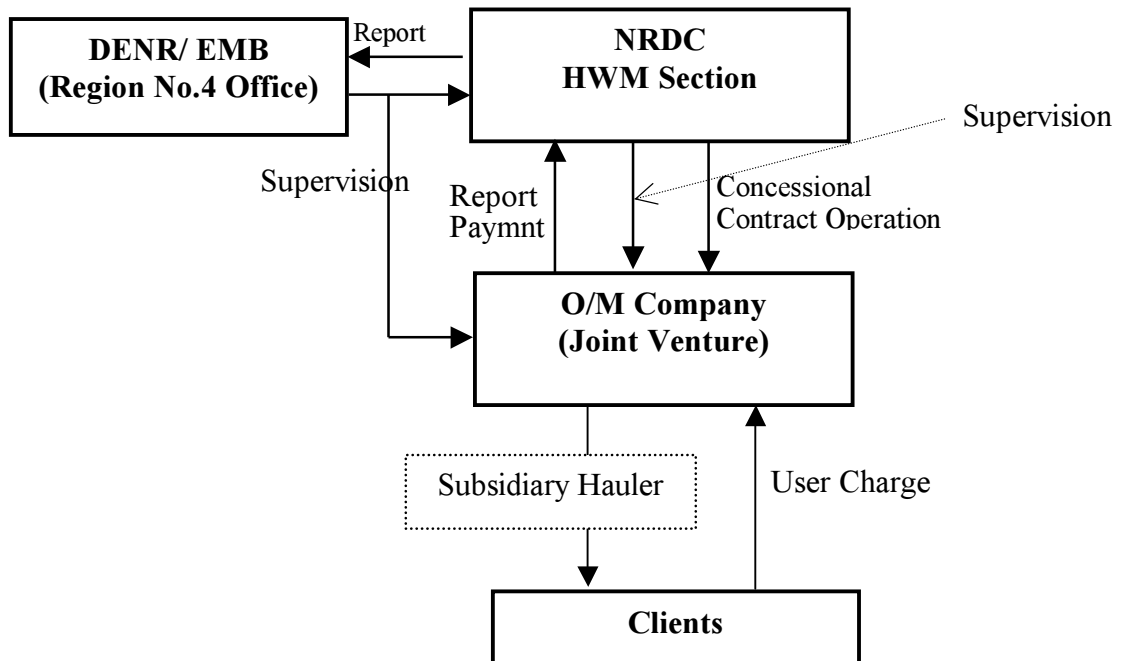 DENR/ EMB
(Region No.4 Office)
Report
NRDC
HWM Section
Supervision
Supervision
Report
Paymnt
Concessional
Contract Operation
O/M Company
(Joint Venture)
Subsidiary Hauler
User Charge
Clients